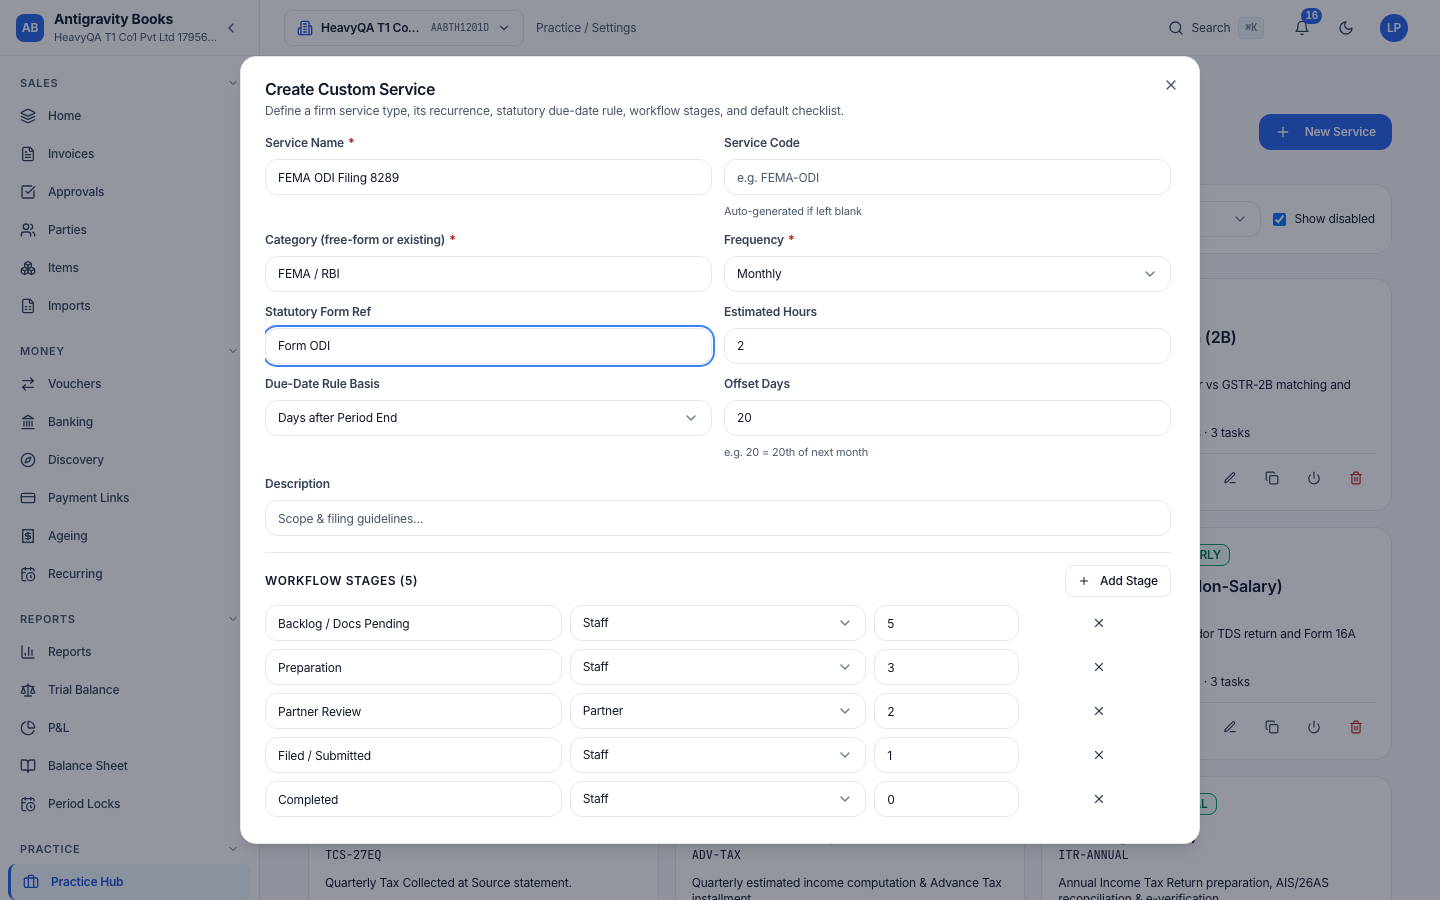 AB
Antigravity Books
HeavyQA T1 Co1 Pvt Ltd 17956...
HeavyQA T1 Co...
AABTH1201D
Practice / Settings
Search
⌘K
16
LP
SALES
Home
Invoices
Approvals
Parties
Items
Imports
MONEY
Vouchers
Banking
Discovery
Payment Links
Ageing
Recurring
REPORTS
Reports
Trial Balance
P&L
Balance Sheet
Period Locks
PRACTICE
Practice Hub
Create Custom Service
Define a firm service type, its recurrence, statutory due-date rule, workflow stages, and default checklist.
Service Name *
FEMA ODI Filing 8289
Service Code
e.g. FEMA-ODI
Auto-generated if left blank
Category (free-form or existing) *
FEMA / RBI
Frequency *
Monthly
Statutory Form Ref
Form ODI
Estimated Hours
2
Due-Date Rule Basis
Days after Period End
Offset Days
20
e.g. 20 = 20th of next month
Description
Scope & filing guidelines...
WORKFLOW STAGES (5)
Add Stage
Backlog / Docs Pending
Staff
5
Preparation
Staff
3
Partner Review
Partner
2
Filed / Submitted
Staff
1
Completed
Staff
0
New Service
Show disabled
(2B)
r vs GSTR-2B matching and
· 3 tasks
RLY
on-Salary)
dor TDS return and Form 16A
· 3 tasks
AL
TCS-27EQ
Quarterly Tax Collected at Source statement.
ADV-TAX
Quarterly estimated income computation & Advance Tax
installment
ITR-ANNUAL
Annual Income Tax Return preparation, AIS/26AS
reconciliation & e-verification